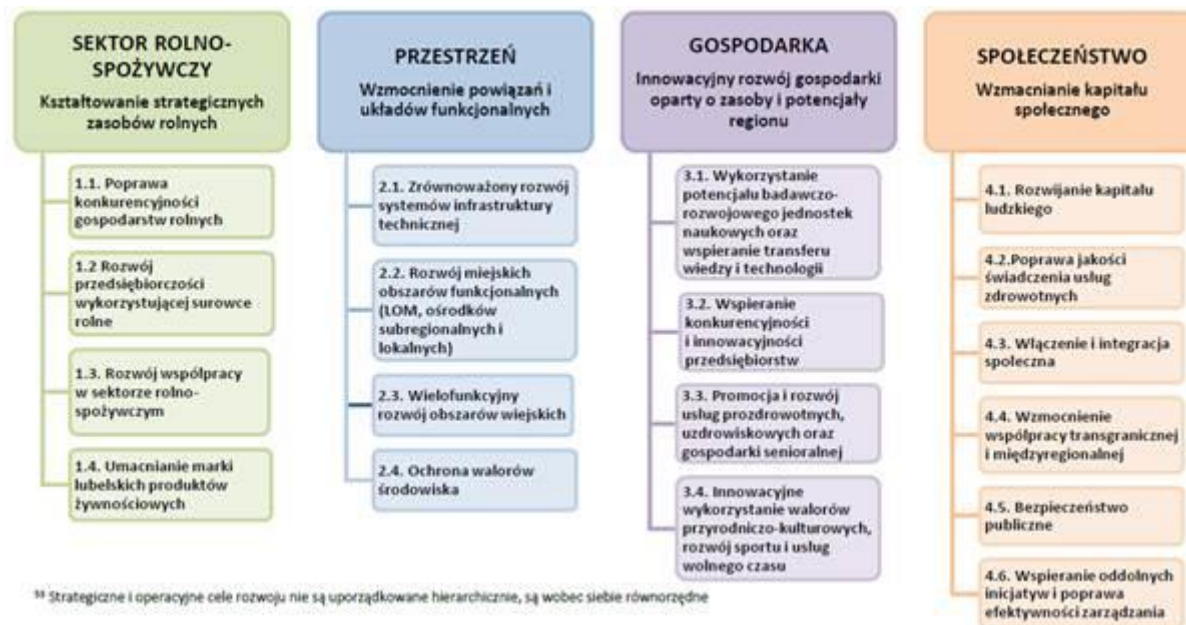 SEKTOR ROLNO-
SPOŻYWCZY
Kształtowanie strategicznych
zasobów rolnych
1.1. Poprawa
konkurencyjności
gospodarstw rolnych
1.2 Rozwój
przedsiębiorczości
wykorzystującej surowce
rolne
1.3. Rozwój współpracy
w sektorze rolno-
spożywczym
1.4. Umacnianie marki
lubelskich produktów
żywnościowych
PRZESTRZEŃ
Wzmocnienie powiązań i
układów funkcjonalnych
2.1. Zrównoważony rozwój
systemów infrastruktury
technicznej
2.2. Rozwój miejskich
obszarów funkcjonalnych
(LOM, ośrodków
subregionalnych i
lokalnych)
2.3. Wielofunkcyjny
rozwój obszarów wiejskich
2.4. Ochrona walorów
środowiska
GOSPODARKA
Innowacyjny rozwój gospodarki
oparty o zasoby i potencjały
regionu
3.1. Wykorzystanie
potencjału badawczo-
rozwojowego jednostek
naukowych oraz
wspieranie transferu
wiedzy i technologii
3.2. Wspieranie
konkurencyjności
i innowacyjności
przedsiębiorstw
3.3. Promocja i rozwój
usług prozdrowotnych,
uzdrowiskowych oraz
gospodarki senioralnej
3.4. Innowacyjne
wykorzystanie walorów
przyrodniczo-kulturowych,
rozwój sportu i usług
wolnego czasu
SPOŁECZEŃSTWO
Wzmacnianie kapitału
społecznego
4.1. Rozwijanie kapitału
ludzkiego
4.2.Poprawa jakości
świadczenia usług
zdrowotnych
4.3. Włączenie i integracja
społeczna
4.4. Wzmocnienie
współpracy transgranicznej
i międzyregionalnej
4.5. Bezpieczeństwo
publiczne
4.6. Wspieranie oddolnych
inicjatyw i poprawa
efektywności zarządzania
Strategiczne i operacyjne cele rozwoju nie są uporządkowane hierarchicznie, są wobec siebie równorzędne